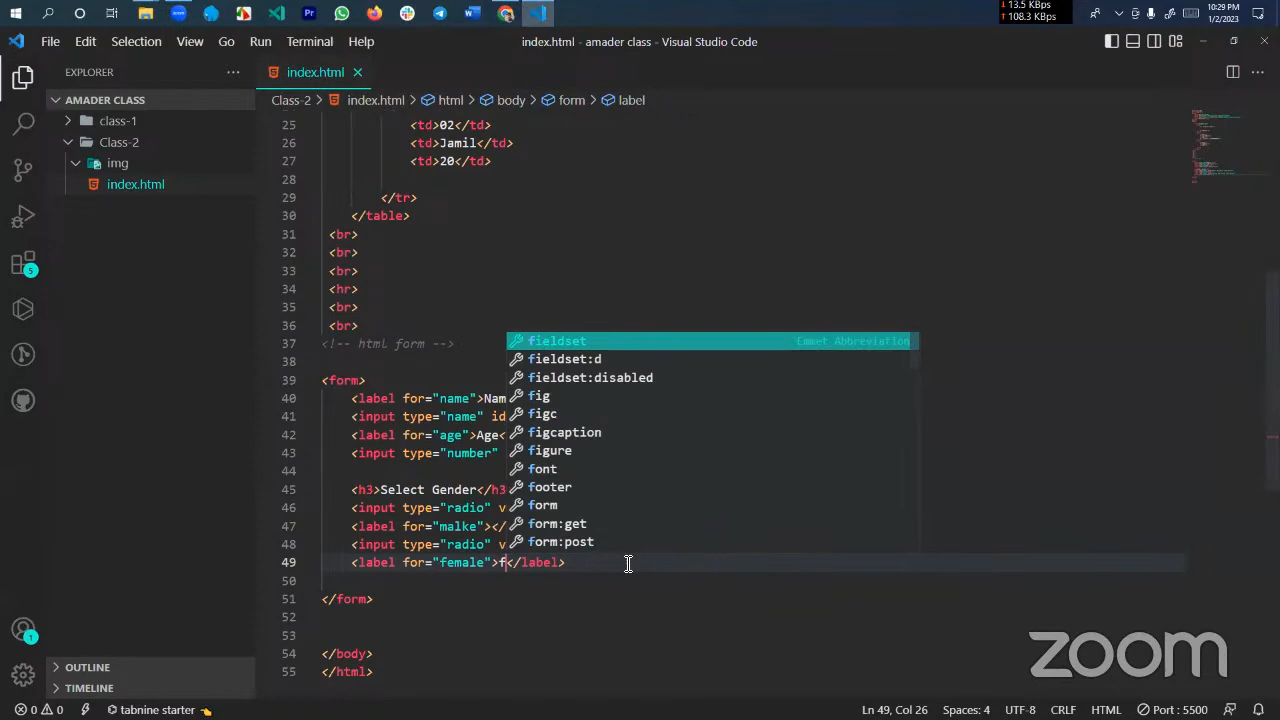 ↓ 13.5 KBps
↑ 108.3 KBps
10:29 PM
1/2/2023
File Edit Selection View Go Run Terminal Help
index.html - amader class - Visual Studio Code
EXPLORER
index.html
AMADER CLASS
class-1
Class-2
img
index.html
Class-2 > index.html > html > body > form > label
25 <td>02</td>
26 <td>Jamil</td>
27 <td>20</td>
28
29 </tr>
30 </table>
31 <br>
32 <br>
33 <br>
34 <hr>
35 <br>
36 <br>
37 <!-- html form -->
38
39 <form>
40 <label for="name">Nam
41 <input type="name" id
42 <label for="age">Age<
43 <input type="number"
44
45 <h3>Select Gender</h3
46 <input type="radio" v
47 <label for="malke"></
48 <input type="radio" v
49 <label for="female">f</label>
50
51 </form>
52
53
54 </body>
55 </html>
fieldset Emmet Abbreviation
fieldset:d
fieldset:disabled
fig
figc
figcaption
figure
font
footer
form
form:get
form:post
5
1
OUTLINE
TIMELINE
zoom
0 0 tabnine starter 👈 Ln 49, Col 26 Spaces: 4 UTF-8 CRLF HTML Port : 5500